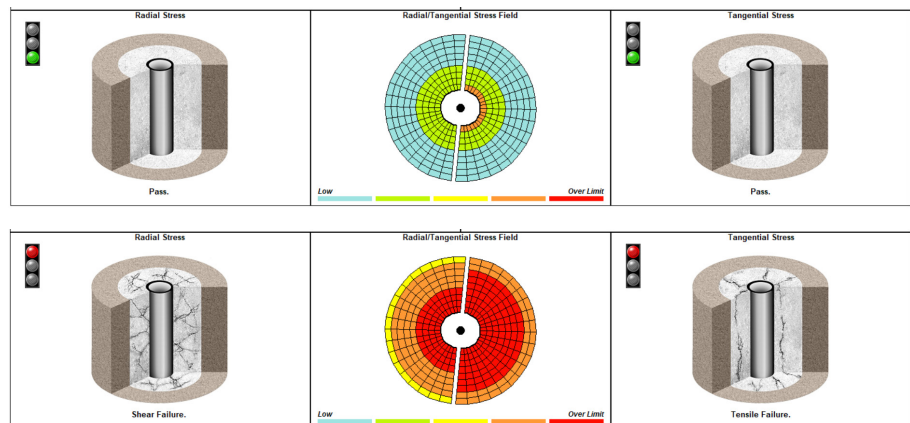 Radial Stress
Radial/Tangential Stress Field
Tangential Stress
Pass.
Low
Over Limit
Pass.
Radial Stress
Radial/Tangential Stress Field
Tangential Stress
Shear Failure.
Low
Over Limit
Tensile Failure.